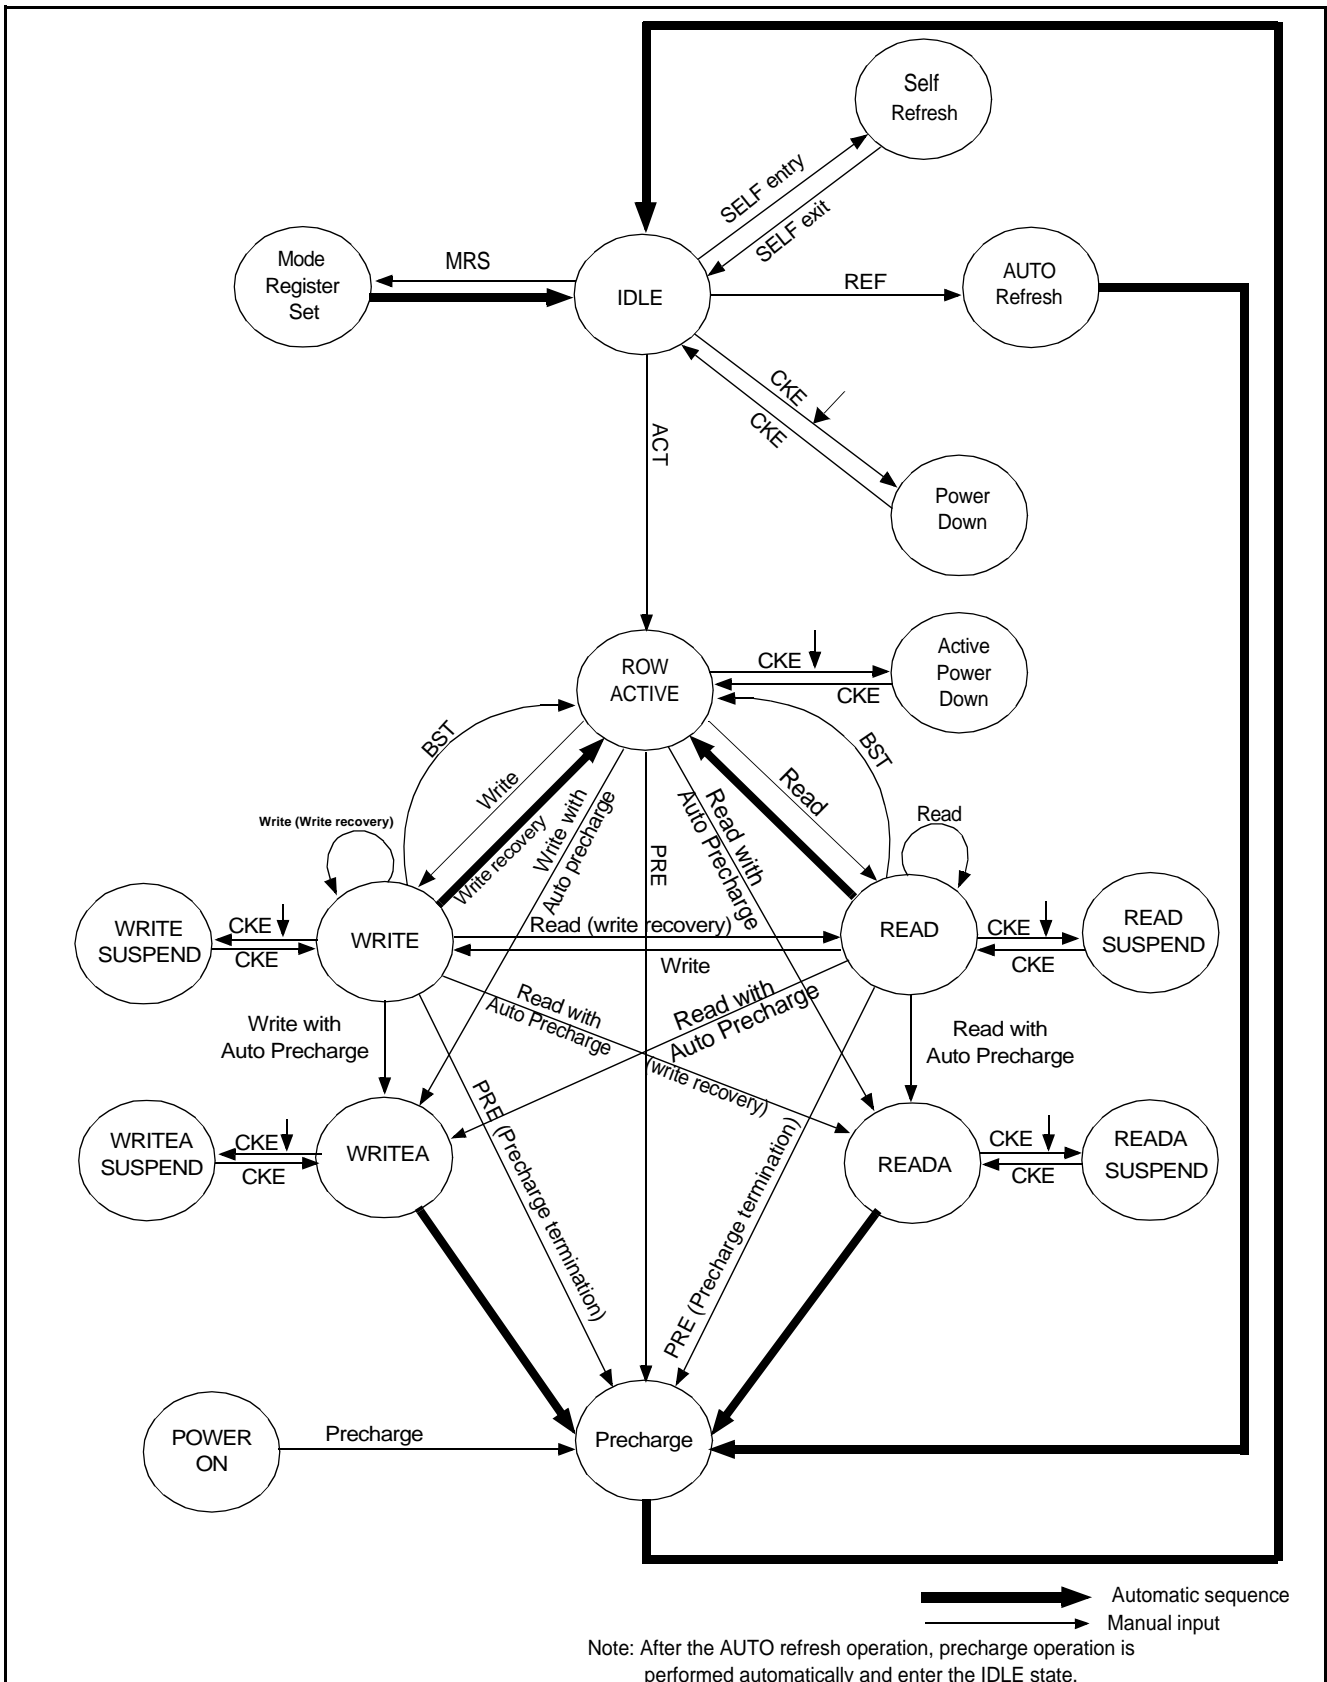 Self
Refresh
SELF entry
SELF exit
Mode
Register
Set
MRS
IDLE
REF
AUTO
Refresh
CKE
CKE
ACT
Power
Down
ROW
ACTIVE
CKE
CKE
Active
Power
Down
BST
Write
Write recovery
Write with
Auto precharge
PRE
Read with
Auto Precharge
Read
BST
Write (Write recovery)
Read
WRITE
SUSPEND
CKE
CKE
WRITE
Read (write recovery)
Write
READ
CKE
CKE
READ
SUSPEND
Write with
Auto Precharge
Read with
Auto Precharge
(write recovery)
Read with
Auto Precharge
Read with
Auto Precharge
PRE (Precharge termination)
PRE (Precharge termination)
WRITEA
SUSPEND
CKE
CKE
WRITEA
READA
CKE
CKE
READA
SUSPEND
POWER
ON
Precharge
Precharge
Automatic sequence
Manual input
Note: After the AUTO refresh operation, precharge operation is
performed automatically and enter the IDLE state.